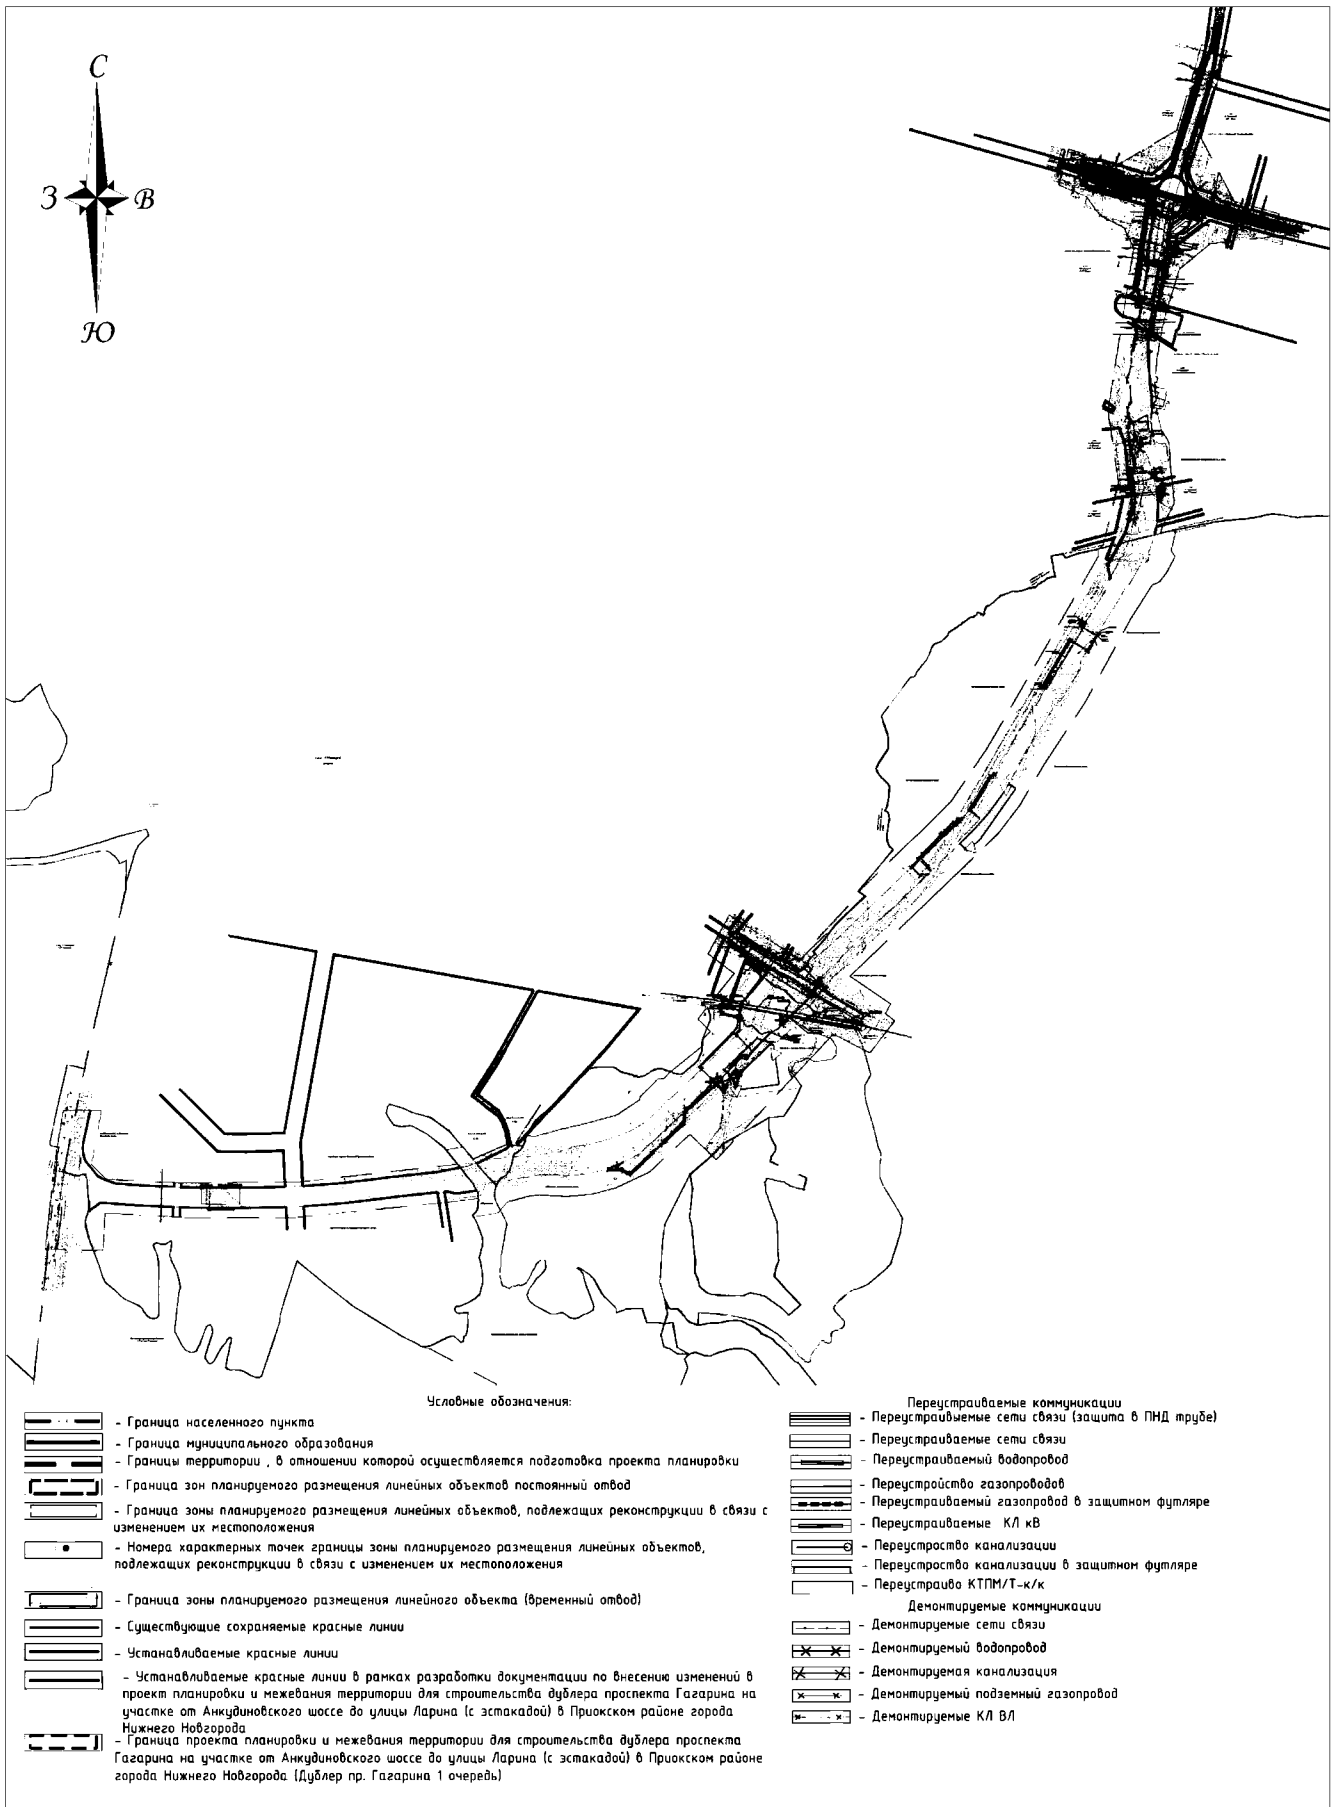 С
З
В
Ю
Условные обозначения:
- Граница населенного пункта
- Граница муниципального образования
- Границы территории , в отношении которой осуществляется подготовка проекта планировки
- Граница зон планируемого размещения линейных объектов постоянный отвод
- Граница зоны планируемого размещения линейных объектов, подлежащих реконструкции в связи с
изменением их местоположения
- Номера характерных точек границы зоны планируемого размещения линейных объектов,
подлежащих реконструкции в связи с изменением их местоположения
- Граница зоны планируемого размещения линейного объекта (временный отвод)
- Существующие сохраняемые красные линии
- Устанавливаемые красные линии
- Устанавливаемые красные линии в рамках разработки документации по внесению изменений в
проект планировки и межевания территории для строительства дублера проспекта Гагарина на
участке от Анкудиновского шоссе до улицы Ларина (с эстакадой) в Приокском районе города
Нижнего Новгорода
- Граница проекта планировки и межевания территории для строительства дублера проспекта
Гагарина на участке от Анкудиновского шоссе до улицы Ларина (с эстакадой) в Приокском районе
города Нижнего Новгорода (Дублер пр. Гагарина 1 очередь)
Переустраиваемые коммуникации
- Переустраивыемые сети связи (защита в ПНД трубе)
- Переустраиваемые сети связи
- Переустраиваемый водопровод
- Переустройство газопроводов
- Переустраиваемый газопровод в защитном футляре
- Переустраиваемые КЛ кВ
- Переустроство канализации
- Переустроство канализации в защитном футляре
- Переустраиво КТПМ/Т-к/к
Демонтируемые коммуникации
- Демонтируемые сети связи
- Демонтируемый водопровод
- Демонтируемая канализация
- Демонтируемый подземный газопровод
- Демонтируемые КЛ ВЛ